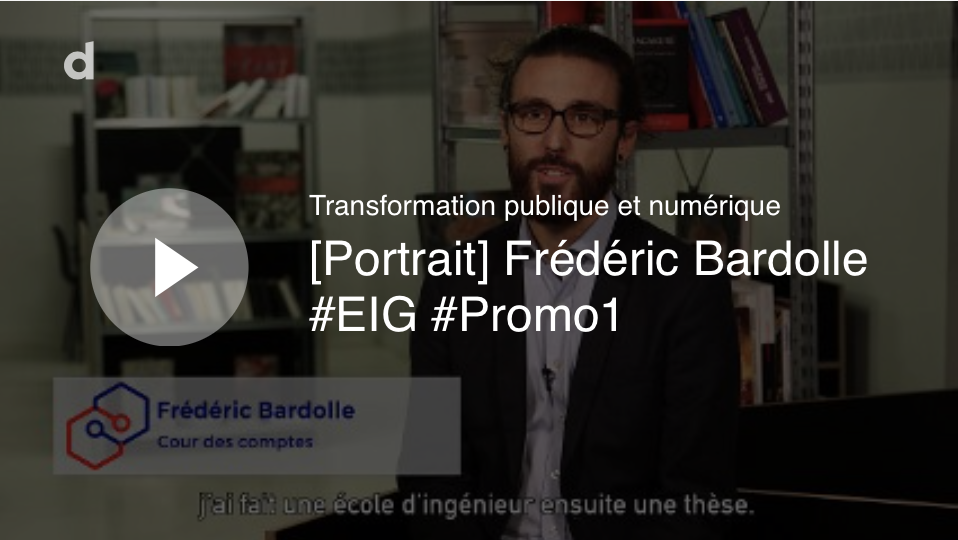 d
Transformation publique et numérique
[Portrait] Frédéric Bardolle
#EIG #Promo1
Frédéric Bardolle
Cour des comptes
j'ai fait une école d'ingénieur ensuite une thèse.